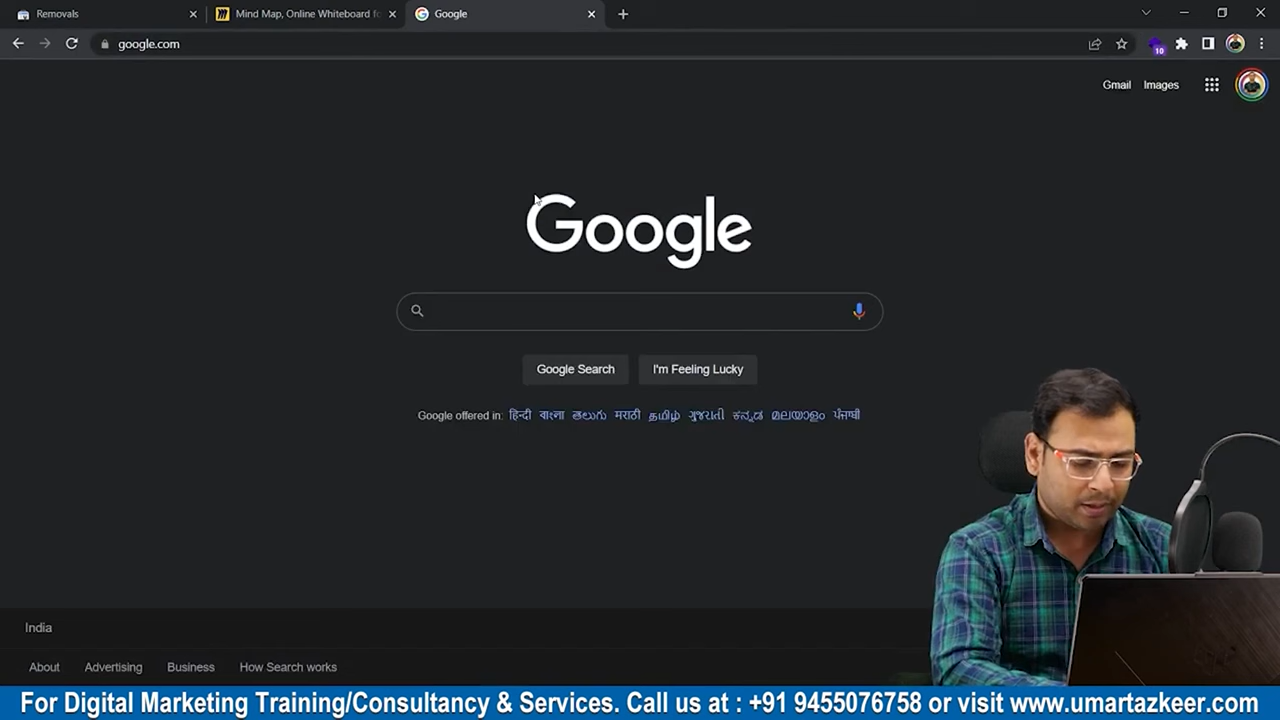 Removals
Mind Map, Online Whiteboard fo
Google
google.com
10
Gmail Images
Google
Google Search I'm Feeling Lucky
Google offered in: हिन्दी বাংলা తెలుగు मराठी தமிழ் ગુજરાતી ಕನ್ನಡ മലയാളം ਪੰਜਾਬੀ
India
About Advertising Business How Search works
For Digital Marketing Training/Consultancy & Services. Call us at : +91 9455076758 or visit www.umartazkeer.com